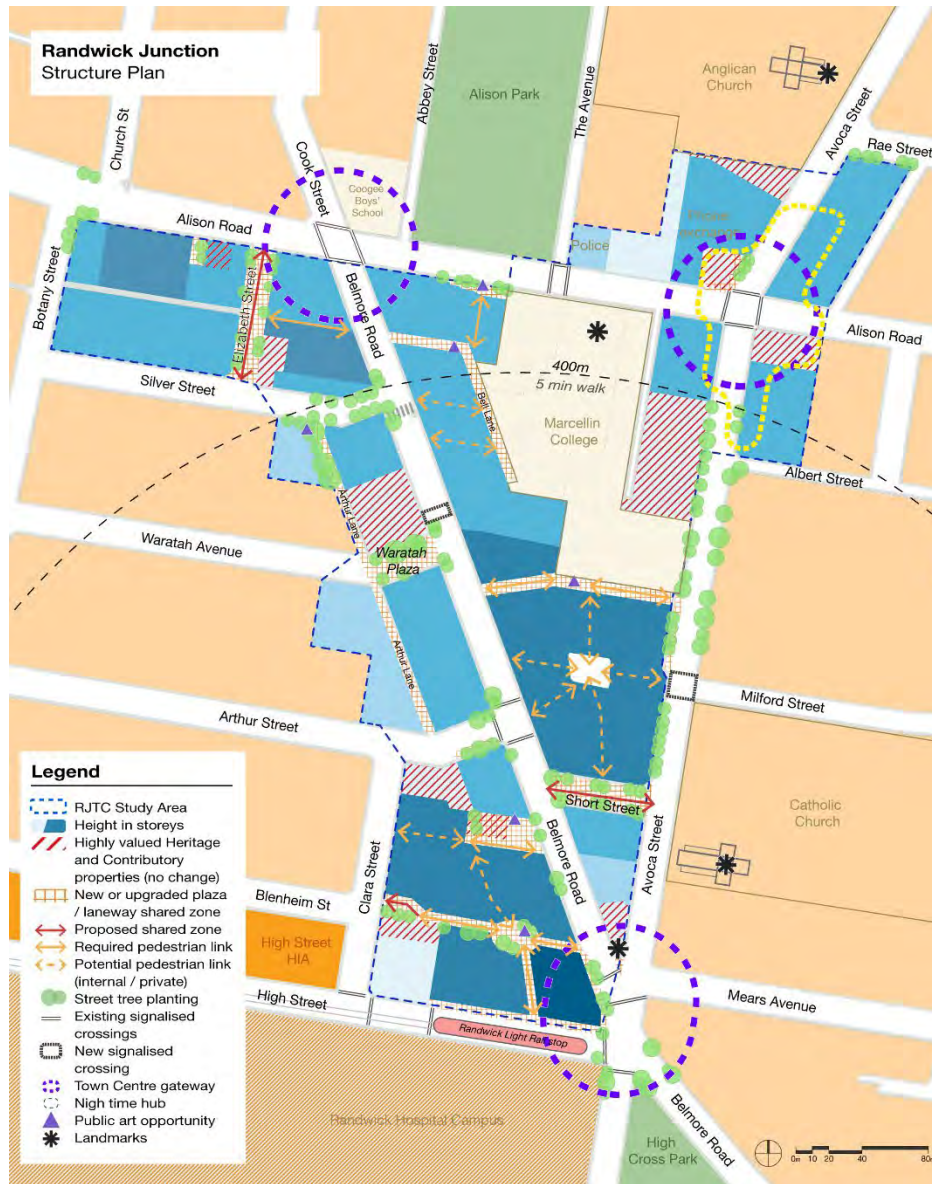 Randwick Junction
Structure Plan
Church St
Cook Street
Abbey Street
Alison Park
The Avenue
Anglican
Church
Avoca Street
Rae Street
Coogee
Boys'
School
Alison Road
Police
exchange
Botany Street
Elizabeth Street
Belmore Road
Alison Road
Silver Street
400m
5 min walk
Bell Lane
Marcellin
College
Albert Street
Arthur Lane
Waratah Avenue
Waratah
Plaza
Arthur Lane
Milford Street
Arthur Street
Short Street
Belmore Road
Avoca Street
Catholic
Church
Clara Street
Blenheim St
High Street
HIA
High Street
Randwick Light Rail stop
Mears Avenue
Randwick Hospital Campus
Belmore Road
High
Cross Park
0m 10 20 40 80m
Legend
RJTC Study Area
Height in storeys
Highly valued Heritage
and Contributory
properties (no change)
New or upgraded plaza
/ laneway shared zone
Proposed shared zone
Required pedestrian link
Potential pedestrian link
(internal / private)
Street tree planting
Existing signalised
crossings
New signalised
crossing
Town Centre gateway
Nigh time hub
Public art opportunity
Landmarks